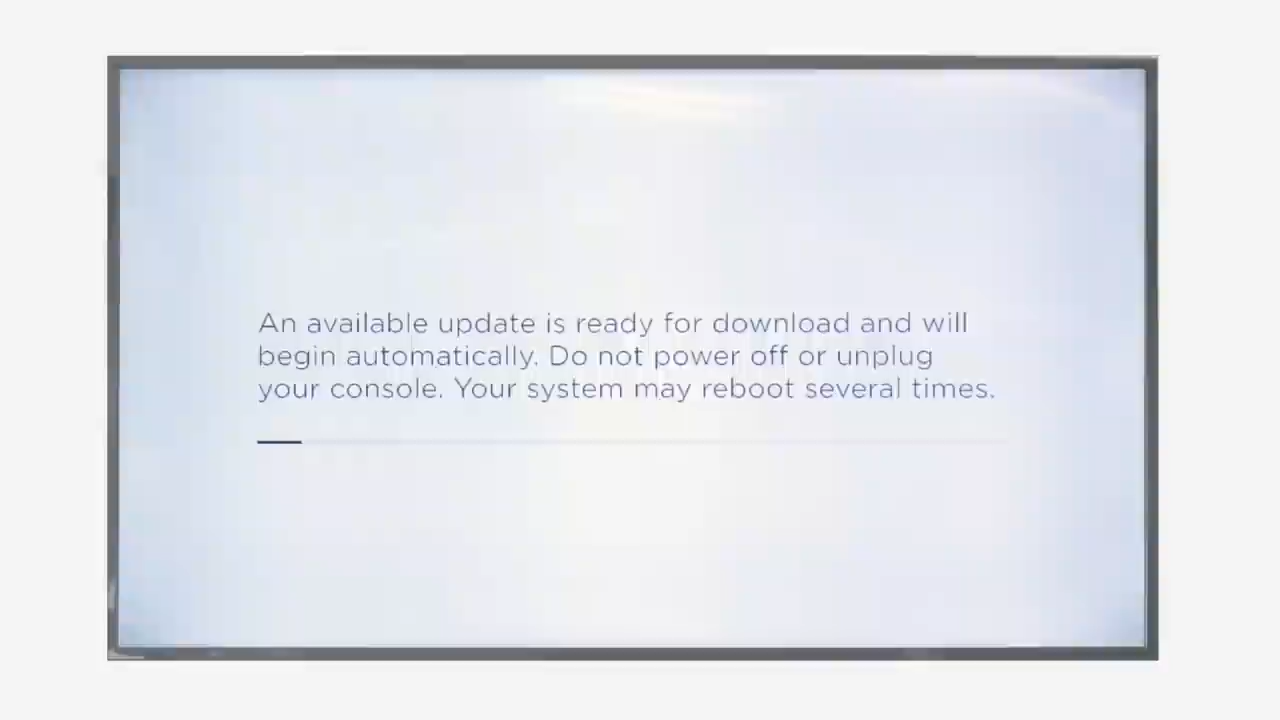 An available update is ready for download and will
begin automatically. Do not power off or unplug
your console. Your system may reboot several times.